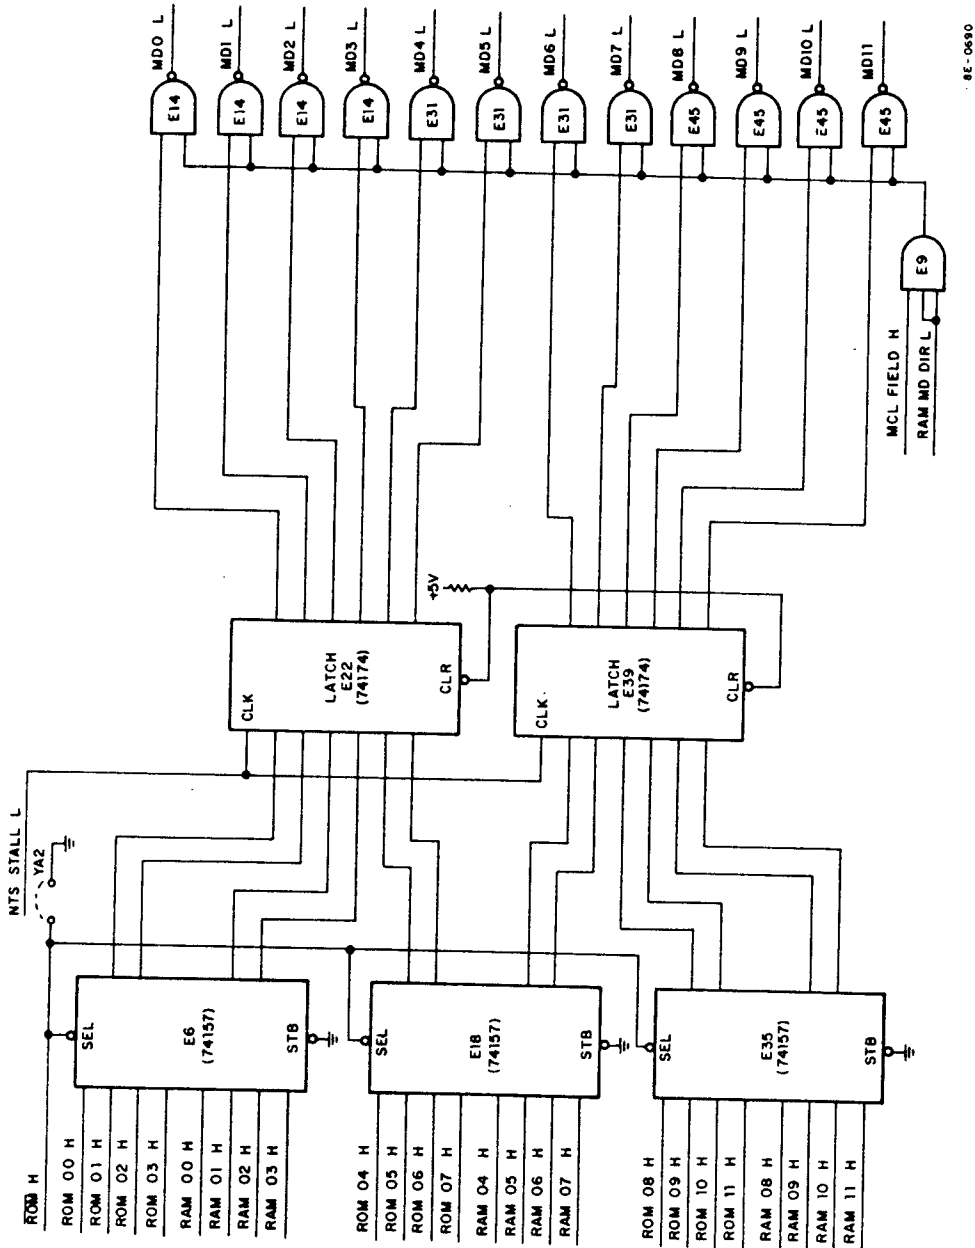 MD0 L
MD1 L
MD2 L
MD3 L
MD4 L
MD5 L
MD6 L
MD7 L
MD8 L
MD9 L
MD10 L
MD11
E14
E14
E14
E14
E31
E31
E31
E31
E45
E45
E45
E45
8E-0690
E9
MCL FIELD H
RAM MD DIR L
+5V
CLK
LATCH
E22
(74174)
CLR
CLK
LATCH
E39
(74174)
CLR
NTS STALL L
YA2
SEL
E6
(74157)
STB
SEL
E18
(74157)
STB
SEL
E35
(74157)
STB
ROM H
ROM 00 H
ROM 01 H
ROM 02 H
ROM 03 H
RAM 00 H
RAM 01 H
RAM 02 H
RAM 03 H
ROM 04 H
ROM 05 H
ROM 06 H
ROM 07 H
RAM 04 H
RAM 05 H
RAM 06 H
RAM 07 H
ROM 08 H
ROM 09 H
ROM 10 H
ROM 11 H
RAM 08 H
RAM 09 H
RAM 10 H
RAM 11 H